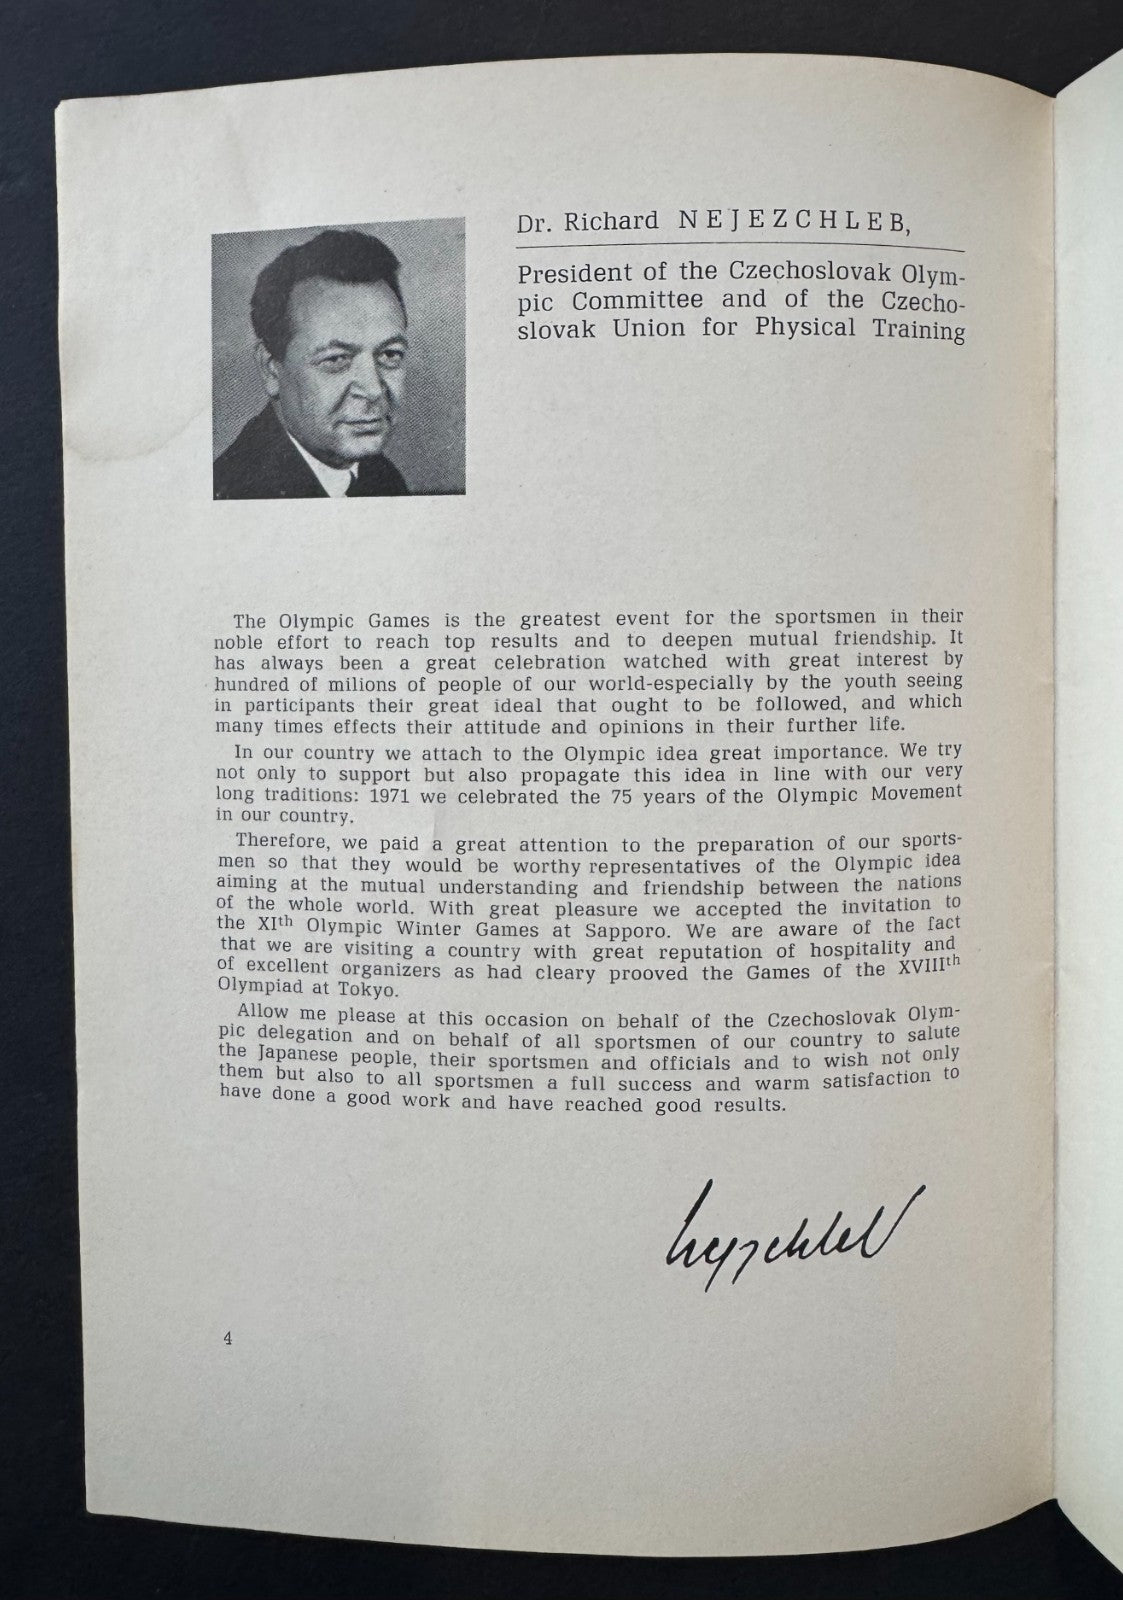 Dr. Richard NEJEZCHLEB,
President of the Czechoslovak Olym-
pic Committee and of the Czecho-
slovak Union for Physical Training
The Olympic Games is the greatest event for the sportsmen in their
noble effort to reach top results and to deepen mutual friendship. It
has always been a great celebration watched with great interest by
hundred of milions of people of our world-especially by the youth seeing
in participants their great ideal that ought to be followed, and which
many times effects their attitude and opinions in their further life.
In our country we attach to the Olympic idea great importance. We try
not only to support but also propagate this idea in line with our very
long traditions: 1971 we celebrated the 75 years of the Olympic Movement
in our country.
Therefore, we paid a great attention to the preparation of our sports-
men so that they would be worthy representatives of the Olympic idea
aiming at the mutual understanding and friendship between the nations
of the whole world. With great pleasure we accepted the invitation to
the XIth Olympic Winter Games at Sapporo. We are aware of the fact
that we are visiting a country with great reputation of hospitality and
of excellent organizers as had cleary prooved the Games of the XVIIIth
Olympiad at Tokyo.
Allow me please at this occasion on behalf of the Czechoslovak Olym-
pic delegation and on behalf of all sportsmen of our country to salute
the Japanese people, their sportsmen and officials and to wish not only
them but also to all sportsmen a full success and warm satisfaction to
have done a good work and have reached good results.
4